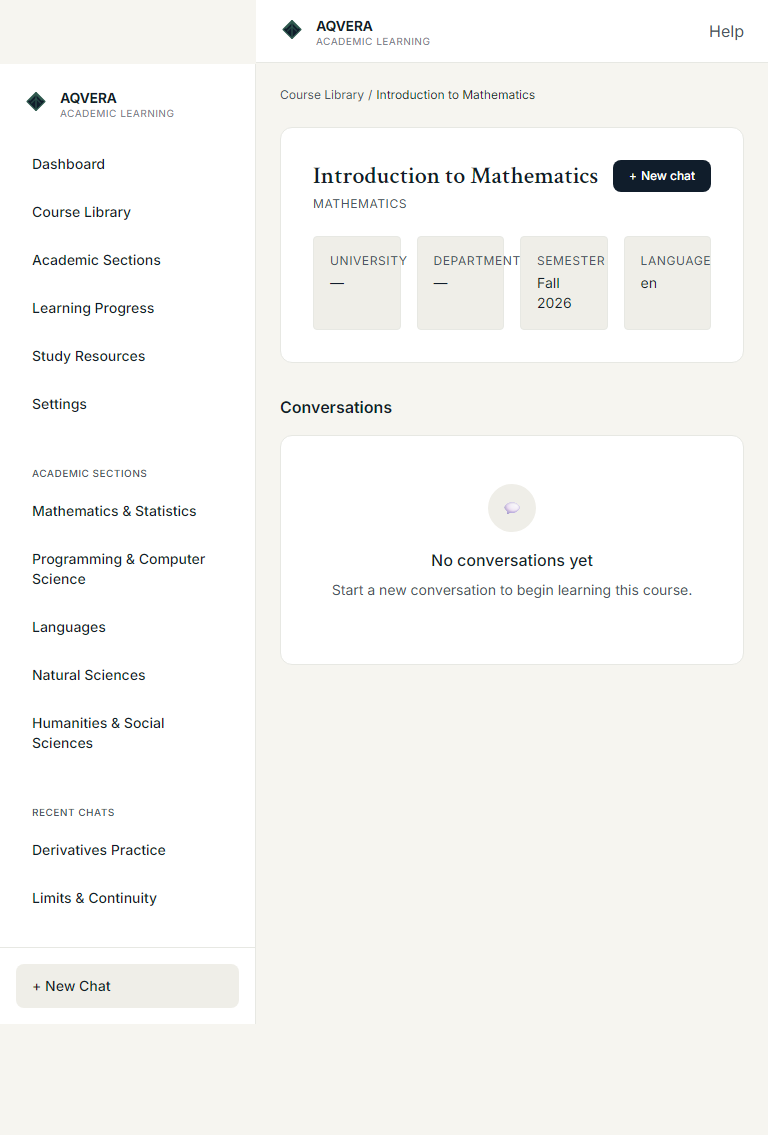 AQVERA
ACADEMIC LEARNING
Help
AQVERA
ACADEMIC LEARNING
Dashboard
Course Library
Academic Sections
Learning Progress
Study Resources
Settings
ACADEMIC SECTIONS
Mathematics & Statistics
Programming & Computer
Science
Languages
Natural Sciences
Humanities & Social
Sciences
RECENT CHATS
Derivatives Practice
Limits & Continuity
+ New Chat
Course Library / Introduction to Mathematics
Introduction to Mathematics
+ New chat
MATHEMATICS
UNIVERSITY
—
DEPARTMENT
—
SEMESTER
Fall
2026
LANGUAGE
en
Conversations
No conversations yet
Start a new conversation to begin learning this course.